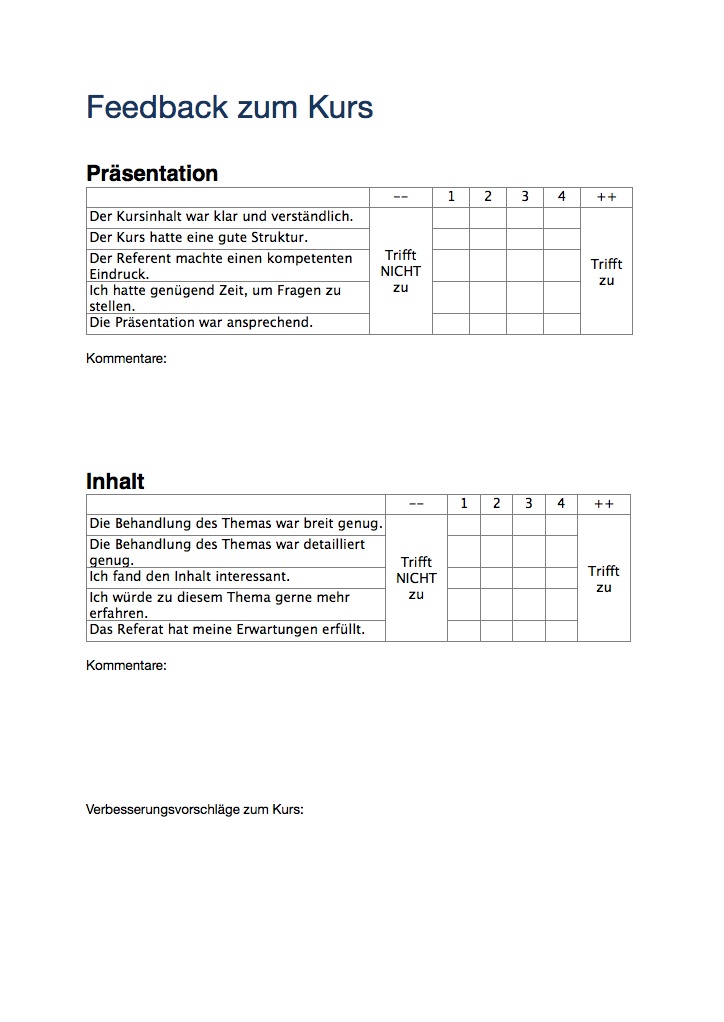 Feedback zum Kurs
Präsentation
-- 1 2 3 4 ++
Der Kursinhalt war klar und verständlich.
Der Kurs hatte eine gute Struktur.
Der Referent machte einen kompetenten
Eindruck.
Ich hatte genügend Zeit, um Fragen zu
stellen.
Die Präsentation war ansprechend.
Trifft
NICHT
zu
Trifft
zu
Kommentare:
Inhalt
-- 1 2 3 4 ++
Die Behandlung des Themas war breit genug.
Die Behandlung des Themas war detailliert
genug.
Ich fand den Inhalt interessant.
Ich würde zu diesem Thema gerne mehr
erfahren.
Das Referat hat meine Erwartungen erfüllt.
Trifft
NICHT
zu
Trifft
zu
Kommentare:
Verbesserungsvorschläge zum Kurs: